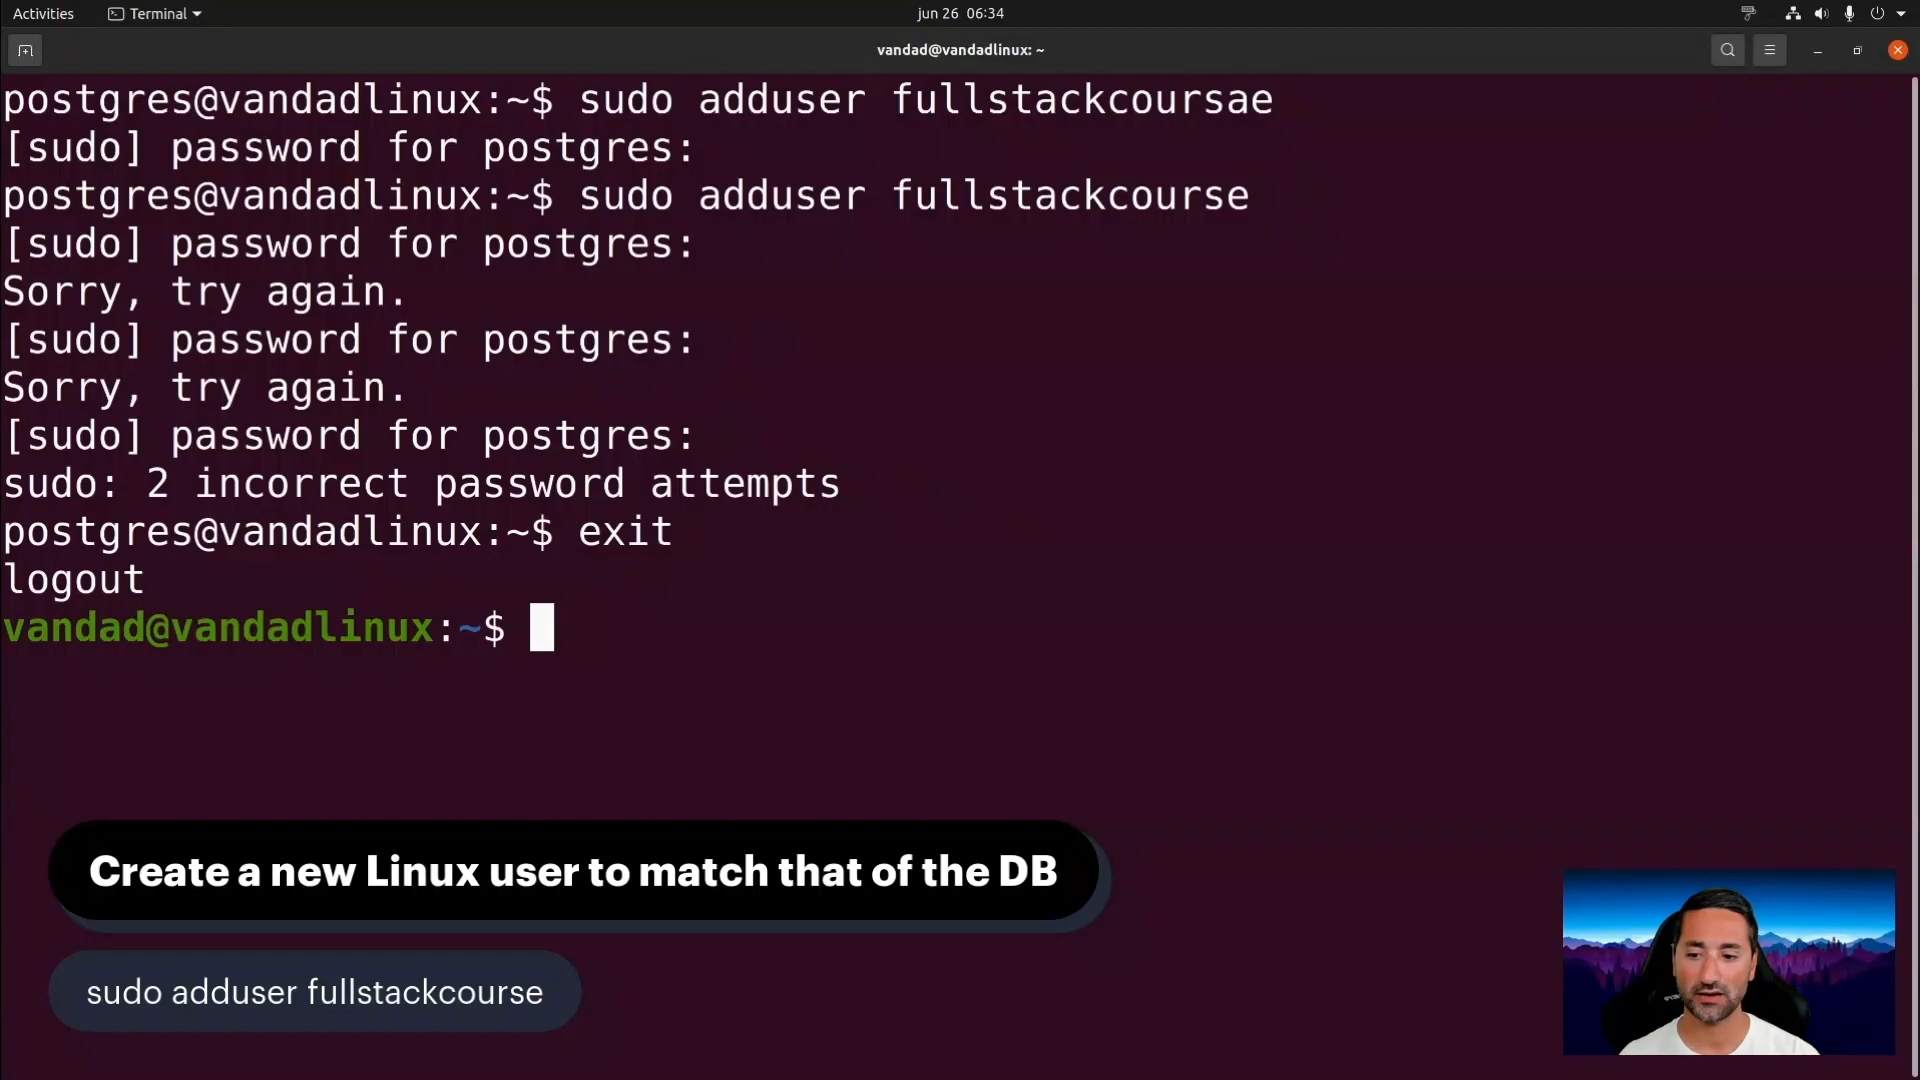 Activities
Terminal
jun 26 06:34
vandad@vandadlinux: ~
postgres@vandadlinux:~$ sudo adduser fullstackcoursae
[sudo] password for postgres:
postgres@vandadlinux:~$ sudo adduser fullstackcourse
[sudo] password for postgres:
Sorry, try again.
[sudo] password for postgres:
Sorry, try again.
[sudo] password for postgres:
sudo: 2 incorrect password attempts
postgres@vandadlinux:~$ exit
logout
vandad@vandadlinux:~$
Create a new Linux user to match that of the DB
sudo adduser fullstackcourse